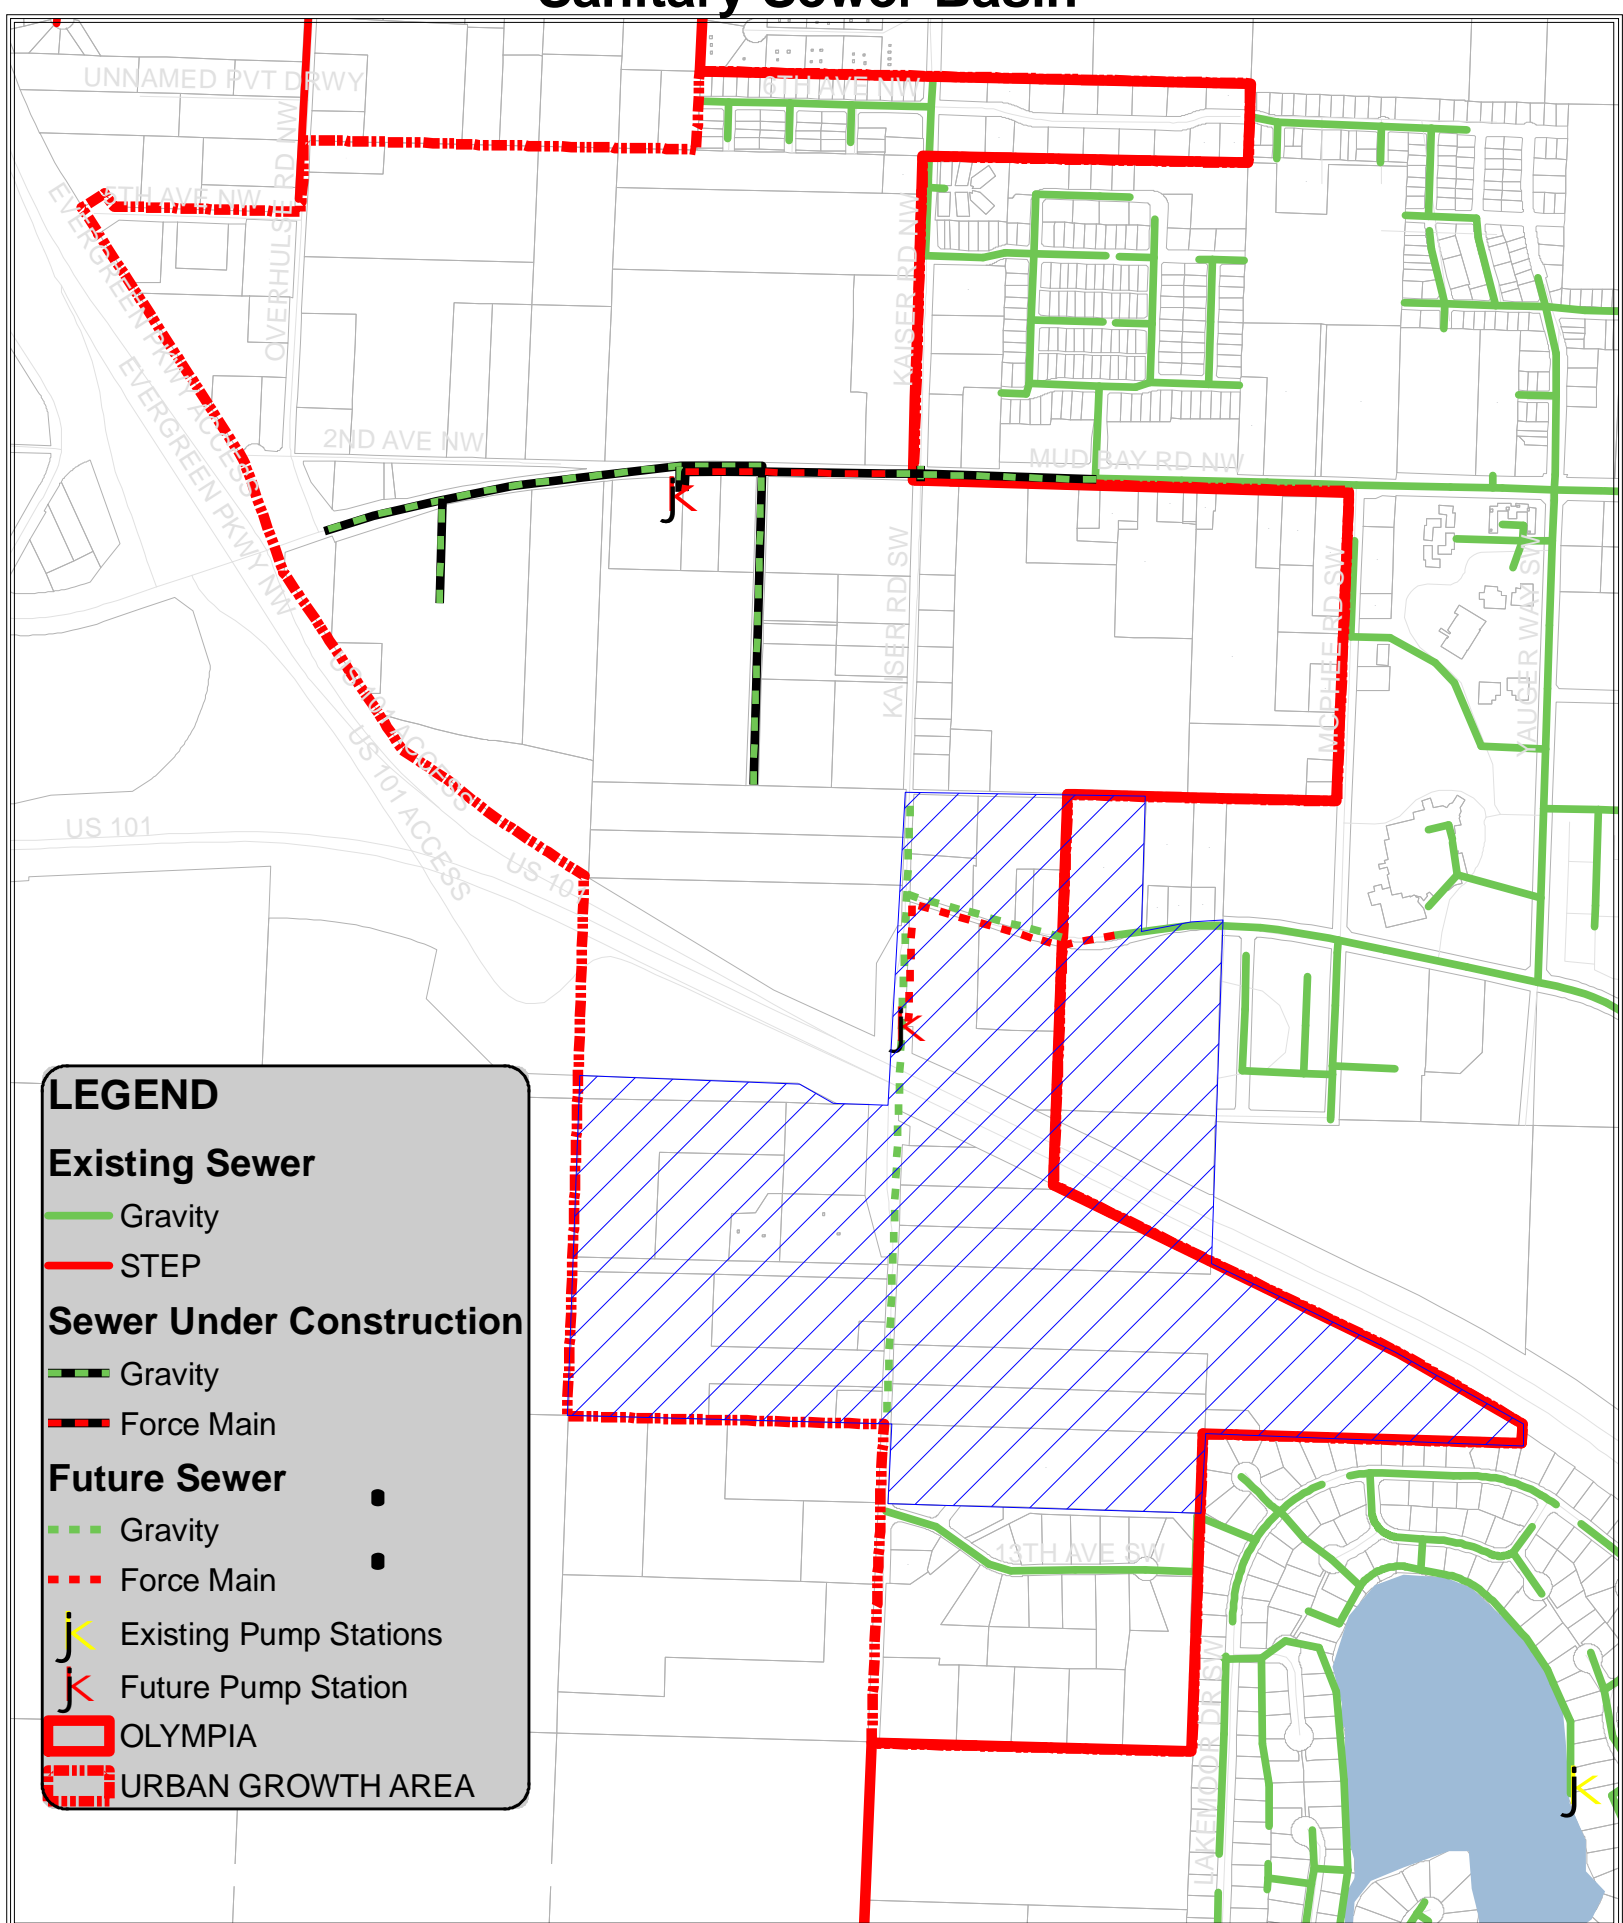 Sanitary Sewer Basin
UNNAMED PVT DRWY
6TH AVE NW
OVERHULSE RD NW
5TH AVE NW
EVERGREEN PKWY ACCESS
KAISER RD NW
EVERGREEN PKWY NW
2ND AVE NW
MUD BAY RD NW
KAISER RD SW
MCPHEE RD SW
YAUGER WAY SW
US 101 ACCESS
US 101 ACCESS
US 101
US 101
LEGEND
Existing Sewer
Gravity
STEP
Sewer Under Construction
Gravity
Force Main
Future Sewer
Gravity
Force Main
Existing Pump Stations
Future Pump Station
OLYMPIA
URBAN GROWTH AREA
13TH AVE SW
LAKEMOOR DR SW